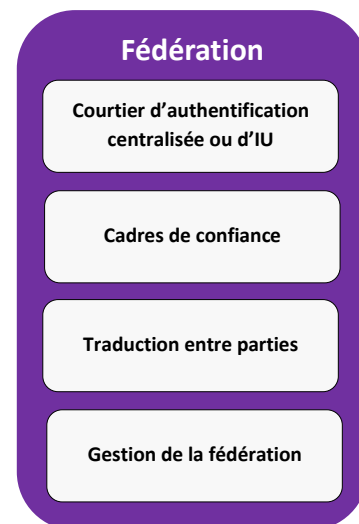 Fédération
Courtier d’authentification
centralisée ou d’IU
Cadres de confiance
Traduction entre parties
Gestion de la fédération